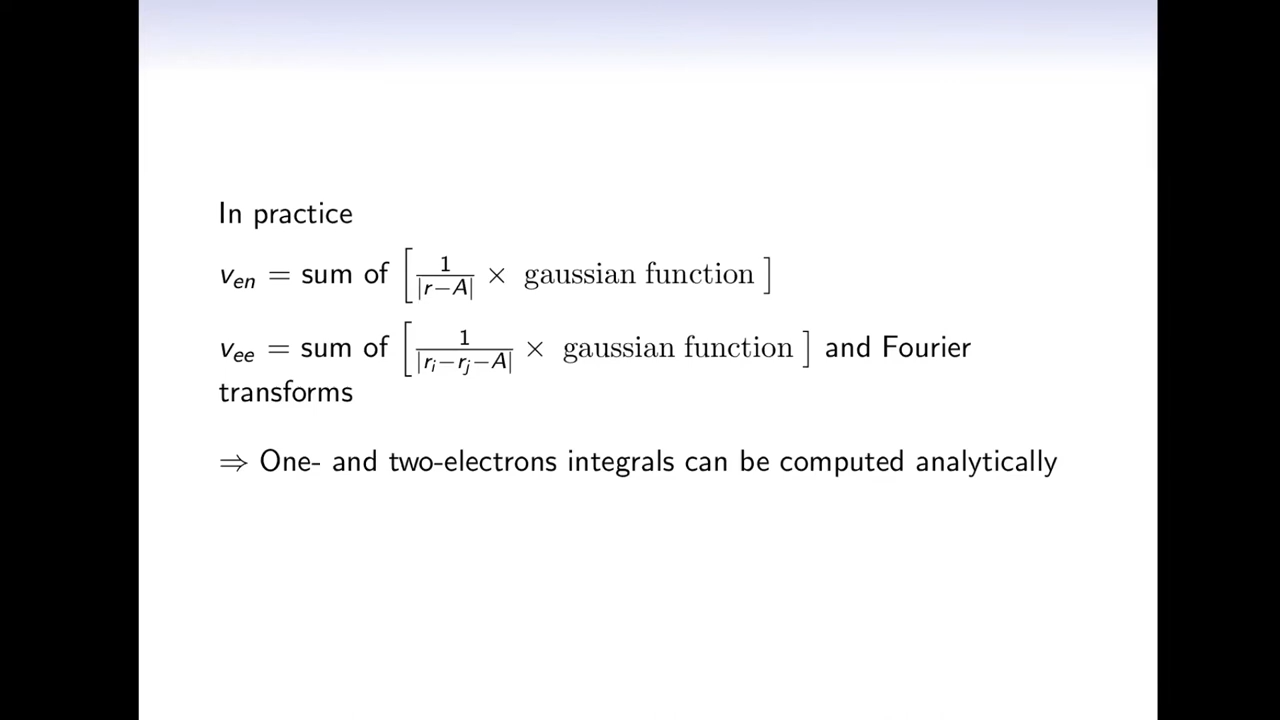 In practice
v_en = sum of [ 1/|r−A| × gaussian function ]
v_ee = sum of [ 1/|r_i−r_j−A| × gaussian function ] and Fourier
transforms
⇒ One- and two-electrons integrals can be computed analytically